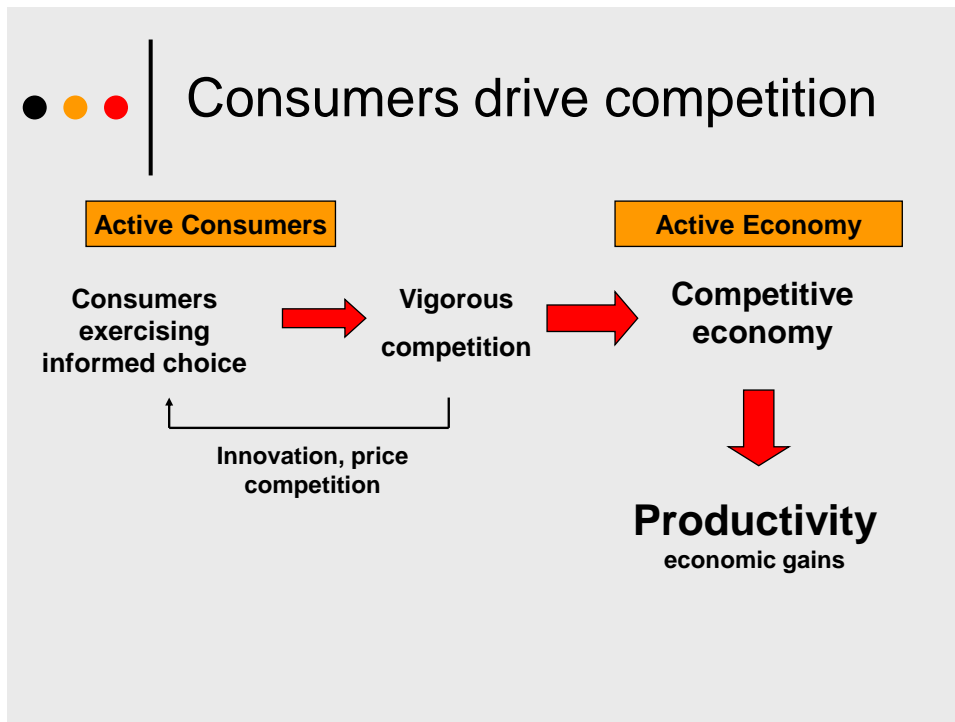 Consumers drive competition
Active Consumers
Active Economy
Consumers
exercising
informed choice
Vigorous
competition
Competitive
economy
Innovation, price
competition
Productivity
economic gains